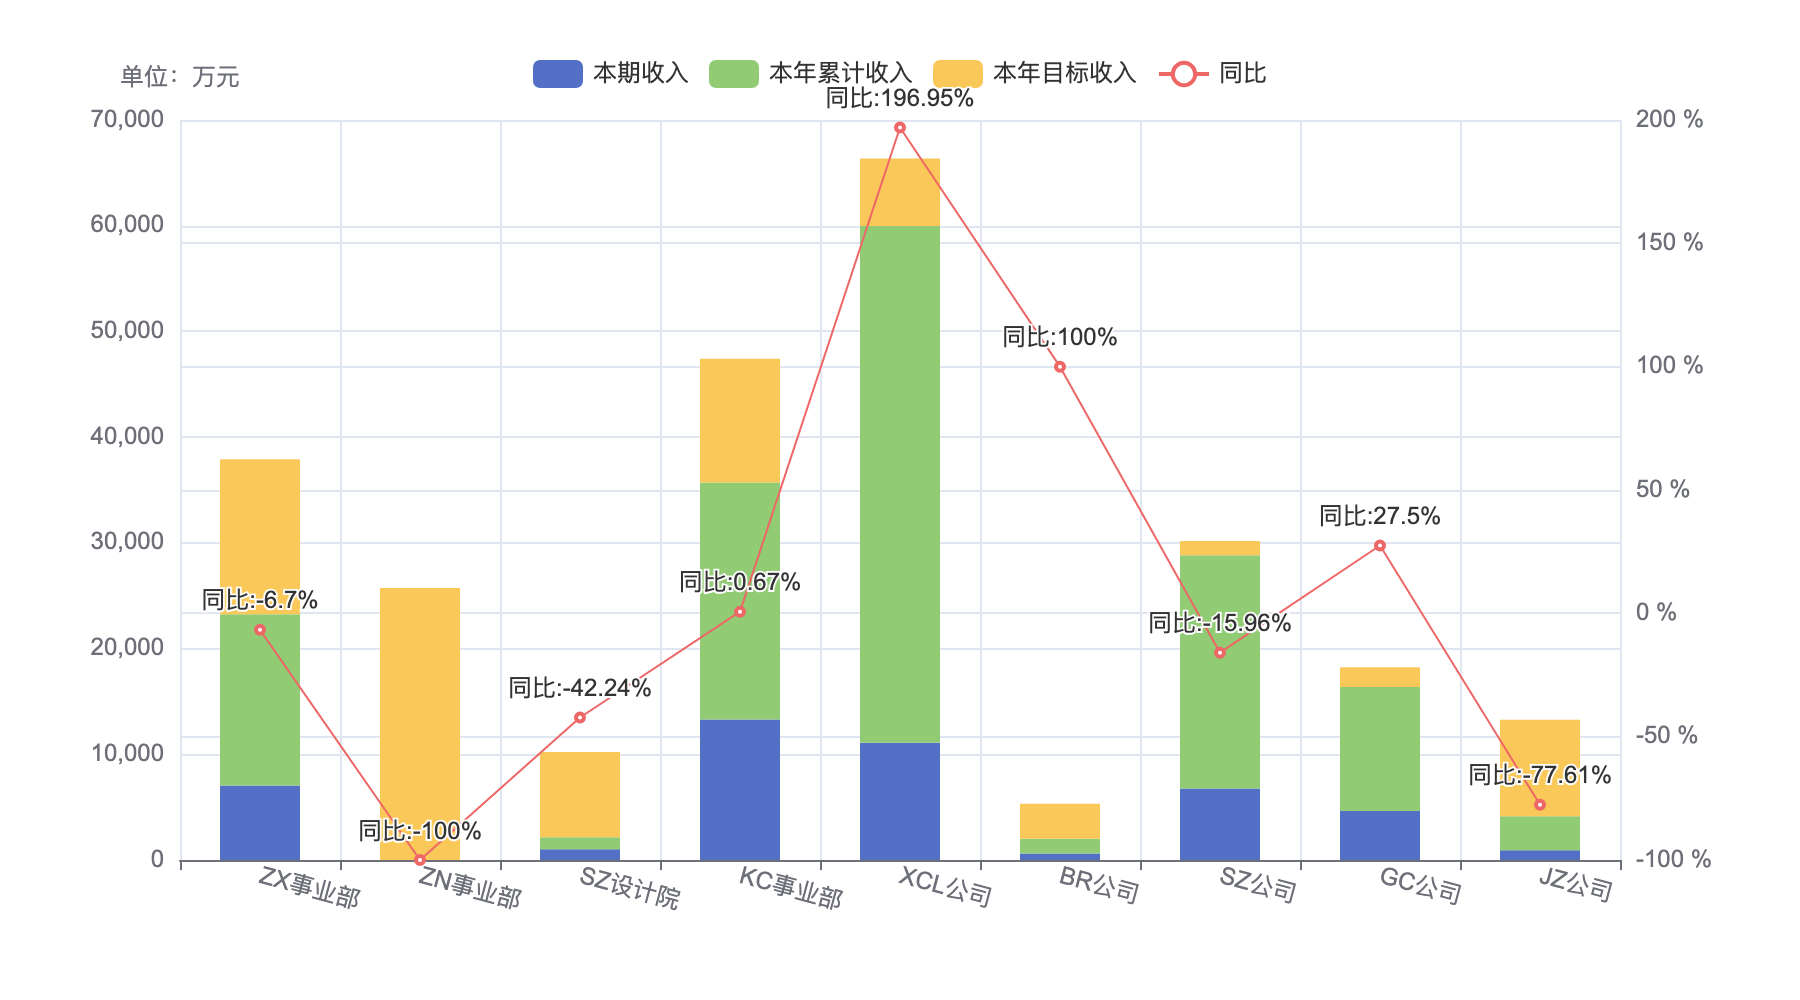 单位：万元
本期收入
本年累计收入
本年目标收入
同比
70,000
60,000
50,000
40,000
30,000
20,000
10,000
0
200 %
150 %
100 %
50 %
0 %
-50 %
-100 %
同比:-6.7%
同比:-100%
同比:-42.24%
同比:0.67%
同比:196.95%
同比:100%
同比:-15.96%
同比:27.5%
同比:-77.61%
ZX事业部
ZN事业部
SZ设计院
KC事业部
XCL公司
BR公司
SZ公司
GC公司
JZ公司